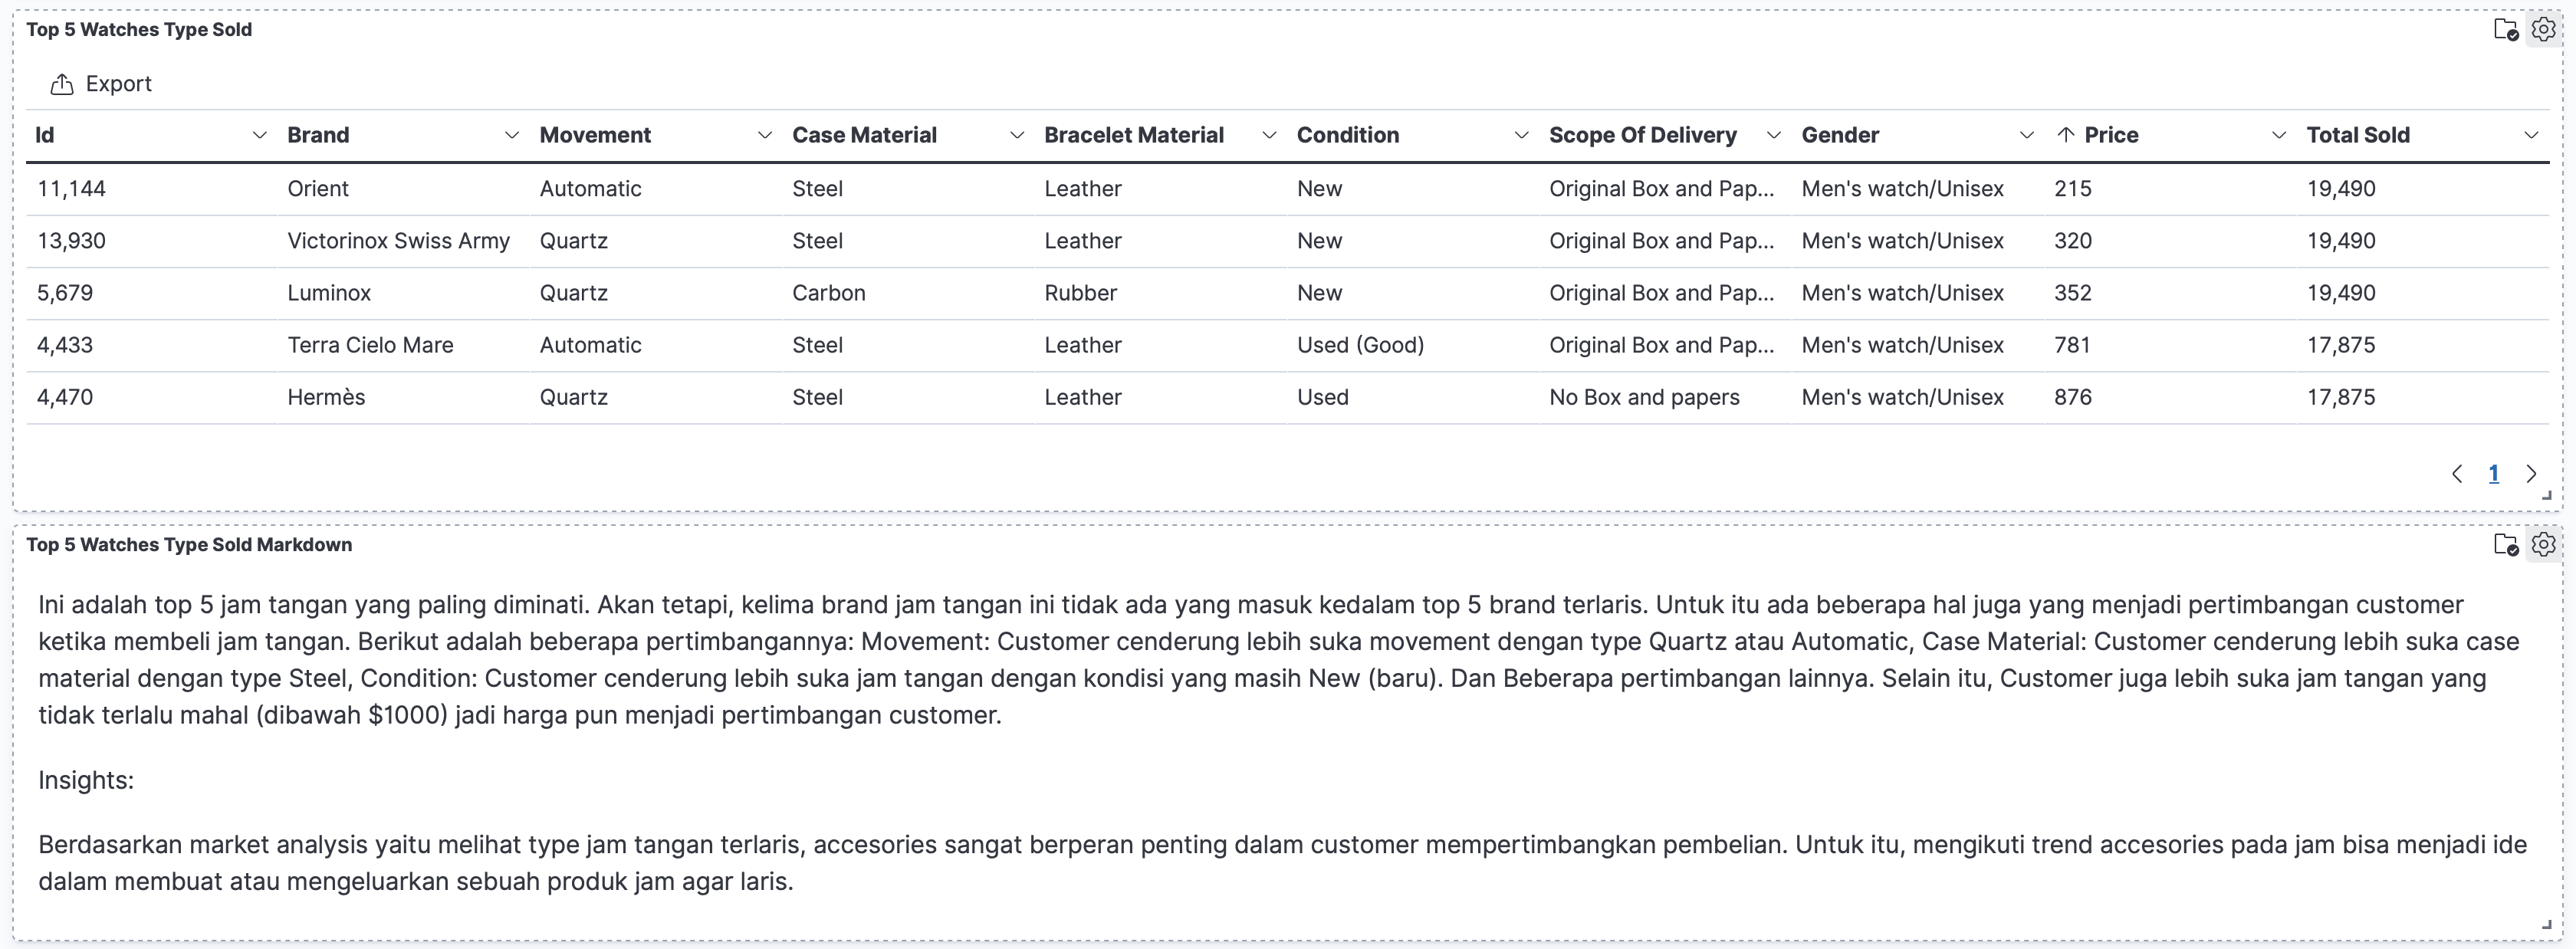 Top 5 Watches Type Sold
Export
Id Brand Movement Case Material Bracelet Material Condition Scope Of Delivery Gender Price Total Sold
11,144 Orient Automatic Steel Leather New Original Box and Pap... Men's watch/Unisex 215 19,490
13,930 Victorinox Swiss Army Quartz Steel Leather New Original Box and Pap... Men's watch/Unisex 320 19,490
5,679 Luminox Quartz Carbon Rubber New Original Box and Pap... Men's watch/Unisex 352 19,490
4,433 Terra Cielo Mare Automatic Steel Leather Used (Good) Original Box and Pap... Men's watch/Unisex 781 17,875
4,470 Hermès Quartz Steel Leather Used No Box and papers Men's watch/Unisex 876 17,875
1
Top 5 Watches Type Sold Markdown
Ini adalah top 5 jam tangan yang paling diminati. Akan tetapi, kelima brand jam tangan ini tidak ada yang masuk kedalam top 5 brand terlaris. Untuk itu ada beberapa hal juga yang menjadi pertimbangan customer
ketika membeli jam tangan. Berikut adalah beberapa pertimbangannya: Movement: Customer cenderung lebih suka movement dengan type Quartz atau Automatic, Case Material: Customer cenderung lebih suka case
material dengan type Steel, Condition: Customer cenderung lebih suka jam tangan dengan kondisi yang masih New (baru). Dan Beberapa pertimbangan lainnya. Selain itu, Customer juga lebih suka jam tangan yang
tidak terlalu mahal (dibawah $1000) jadi harga pun menjadi pertimbangan customer.
Insights:
Berdasarkan market analysis yaitu melihat type jam tangan terlaris, accesories sangat berperan penting dalam customer mempertimbangkan pembelian. Untuk itu, mengikuti trend accesories pada jam bisa menjadi ide
dalam membuat atau mengeluarkan sebuah produk jam agar laris.